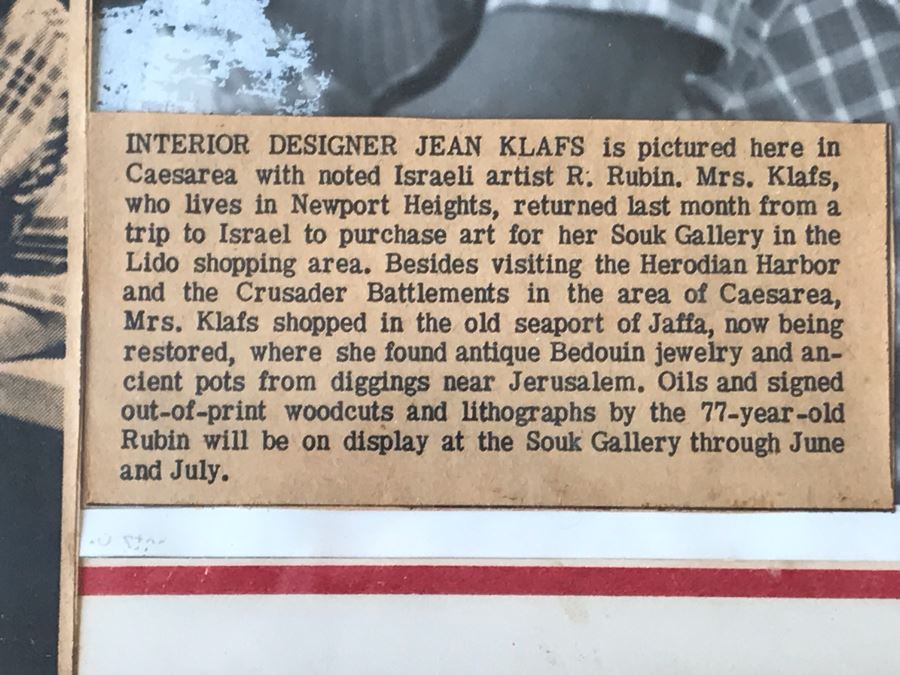 INTERIOR DESIGNER JEAN KLAFS is pictured here in
Caesarea with noted Israeli artist R. Rubin. Mrs. Klafs,
who lives in Newport Heights, returned last month from a
trip to Israel to purchase art for her Souk Gallery in the
Lido shopping area. Besides visiting the Herodian Harbor
and the Crusader Battlements in the area of Caesarea,
Mrs. Klafs shopped in the old seaport of Jaffa, now being
restored, where she found antique Bedouin jewelry and an-
cient pots from diggings near Jerusalem. Oils and signed
out-of-print woodcuts and lithographs by the 77-year-old
Rubin will be on display at the Souk Gallery through June
and July.